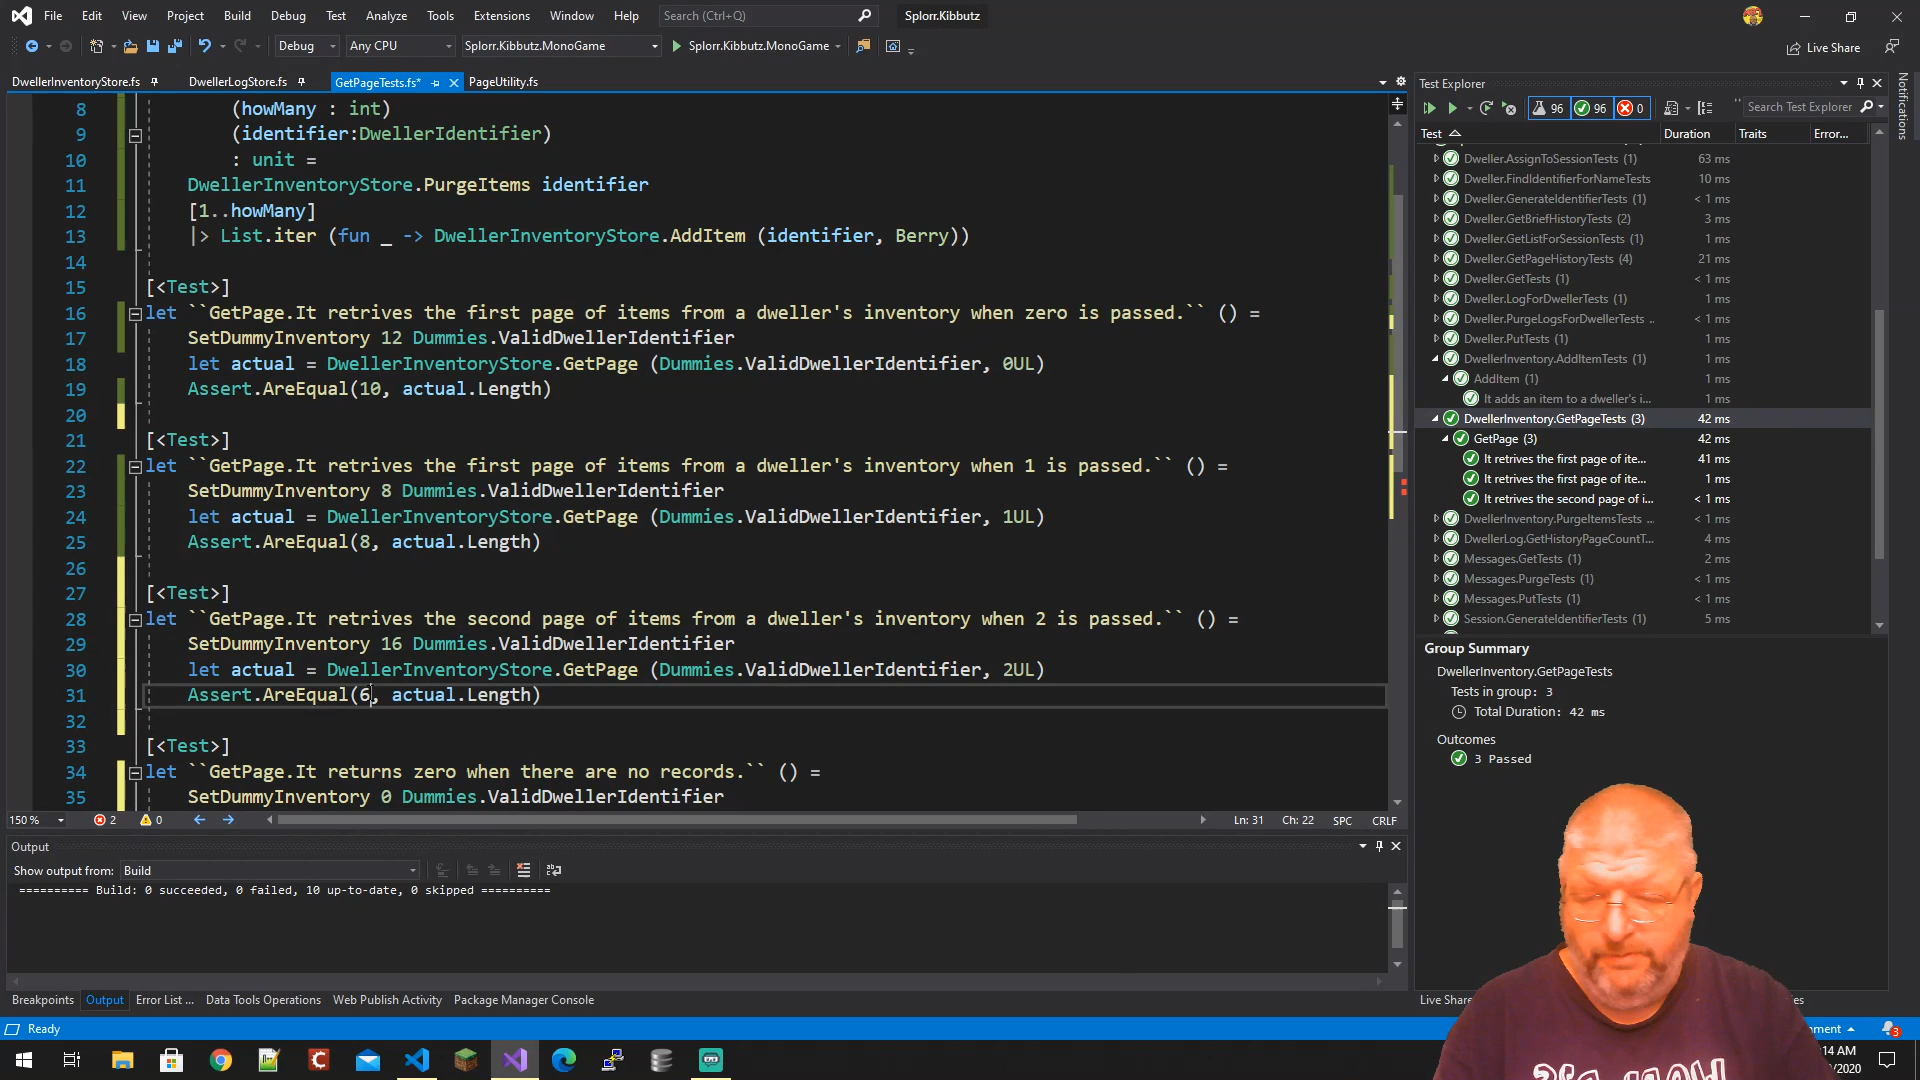 File Edit View Project Build Debug Test Analyze Tools Extensions Window Help Search (Ctrl+Q) Splorr.Kibbutz
Debug Any CPU Splorr.Kibbutz.MonoGame Splorr.Kibbutz.MonoGame Live Share
DwellerInventoryStore.fs DwellerLogStore.fs GetPageTests.fs* PageUtility.fs
8 (howMany : int)
9 (identifier:DwellerIdentifier)
10 : unit =
11 DwellerInventoryStore.PurgeItems identifier
12 [1..howMany]
13 |> List.iter (fun _ -> DwellerInventoryStore.AddItem (identifier, Berry))
14
15 [<Test>]
16 let ``GetPage.It retrives the first page of items from a dweller's inventory when zero is passed.`` () =
17 SetDummyInventory 12 Dummies.ValidDwellerIdentifier
18 let actual = DwellerInventoryStore.GetPage (Dummies.ValidDwellerIdentifier, 0UL)
19 Assert.AreEqual(10, actual.Length)
20
21 [<Test>]
22 let ``GetPage.It retrives the first page of items from a dweller's inventory when 1 is passed.`` () =
23 SetDummyInventory 8 Dummies.ValidDwellerIdentifier
24 let actual = DwellerInventoryStore.GetPage (Dummies.ValidDwellerIdentifier, 1UL)
25 Assert.AreEqual(8, actual.Length)
26
27 [<Test>]
28 let ``GetPage.It retrives the second page of items from a dweller's inventory when 2 is passed.`` () =
29 SetDummyInventory 16 Dummies.ValidDwellerIdentifier
30 let actual = DwellerInventoryStore.GetPage (Dummies.ValidDwellerIdentifier, 2UL)
31 Assert.AreEqual(6, actual.Length)
32
33 [<Test>]
34 let ``GetPage.It returns zero when there are no records.`` () =
35 SetDummyInventory 0 Dummies.ValidDwellerIdentifier
150 % 2 0 Ln: 31 Ch: 22 SPC CRLF
Output
Show output from: Build
========== Build: 0 succeeded, 0 failed, 10 up-to-date, 0 skipped ==========
Breakpoints Output Error List ... Data Tools Operations Web Publish Activity Package Manager Console
Ready
Test Explorer
96 96 0 Search Test Explorer
Test Duration Traits Error...
Dweller.AssignToSessionTests (1) 63 ms
Dweller.FindIdentifierForNameTests 10 ms
Dweller.GenerateIdentifierTests (1) < 1 ms
Dweller.GetBriefHistoryTests (2) 3 ms
Dweller.GetListForSessionTests (1) 1 ms
Dweller.GetPageHistoryTests (4) 21 ms
Dweller.GetTests (1) < 1 ms
Dweller.LogForDwellerTests (1) 1 ms
Dweller.PurgeLogsForDwellerTests .. < 1 ms
Dweller.PutTests (1) < 1 ms
DwellerInventory.AddItemTests (1) 1 ms
AddItem (1) 1 ms
It adds an item to a dweller's i... 1 ms
DwellerInventory.GetPageTests (3) 42 ms
GetPage (3) 42 ms
It retrives the first page of ite... 41 ms
It retrives the first page of ite... 1 ms
It retrives the second page of i... < 1 ms
DwellerInventory.PurgeItemsTests ... < 1 ms
DwellerLog.GetHistoryPageCountT... 4 ms
Messages.GetTests (1) 2 ms
Messages.PurgeTests (1) < 1 ms
Messages.PutTests (1) < 1 ms
Session.GenerateIdentifierTests (1) 5 ms
Group Summary
DwellerInventory.GetPageTests
Tests in group: 3
Total Duration: 42 ms
Outcomes
3 Passed
Notifications
Live Share
3
14 AM
/2020